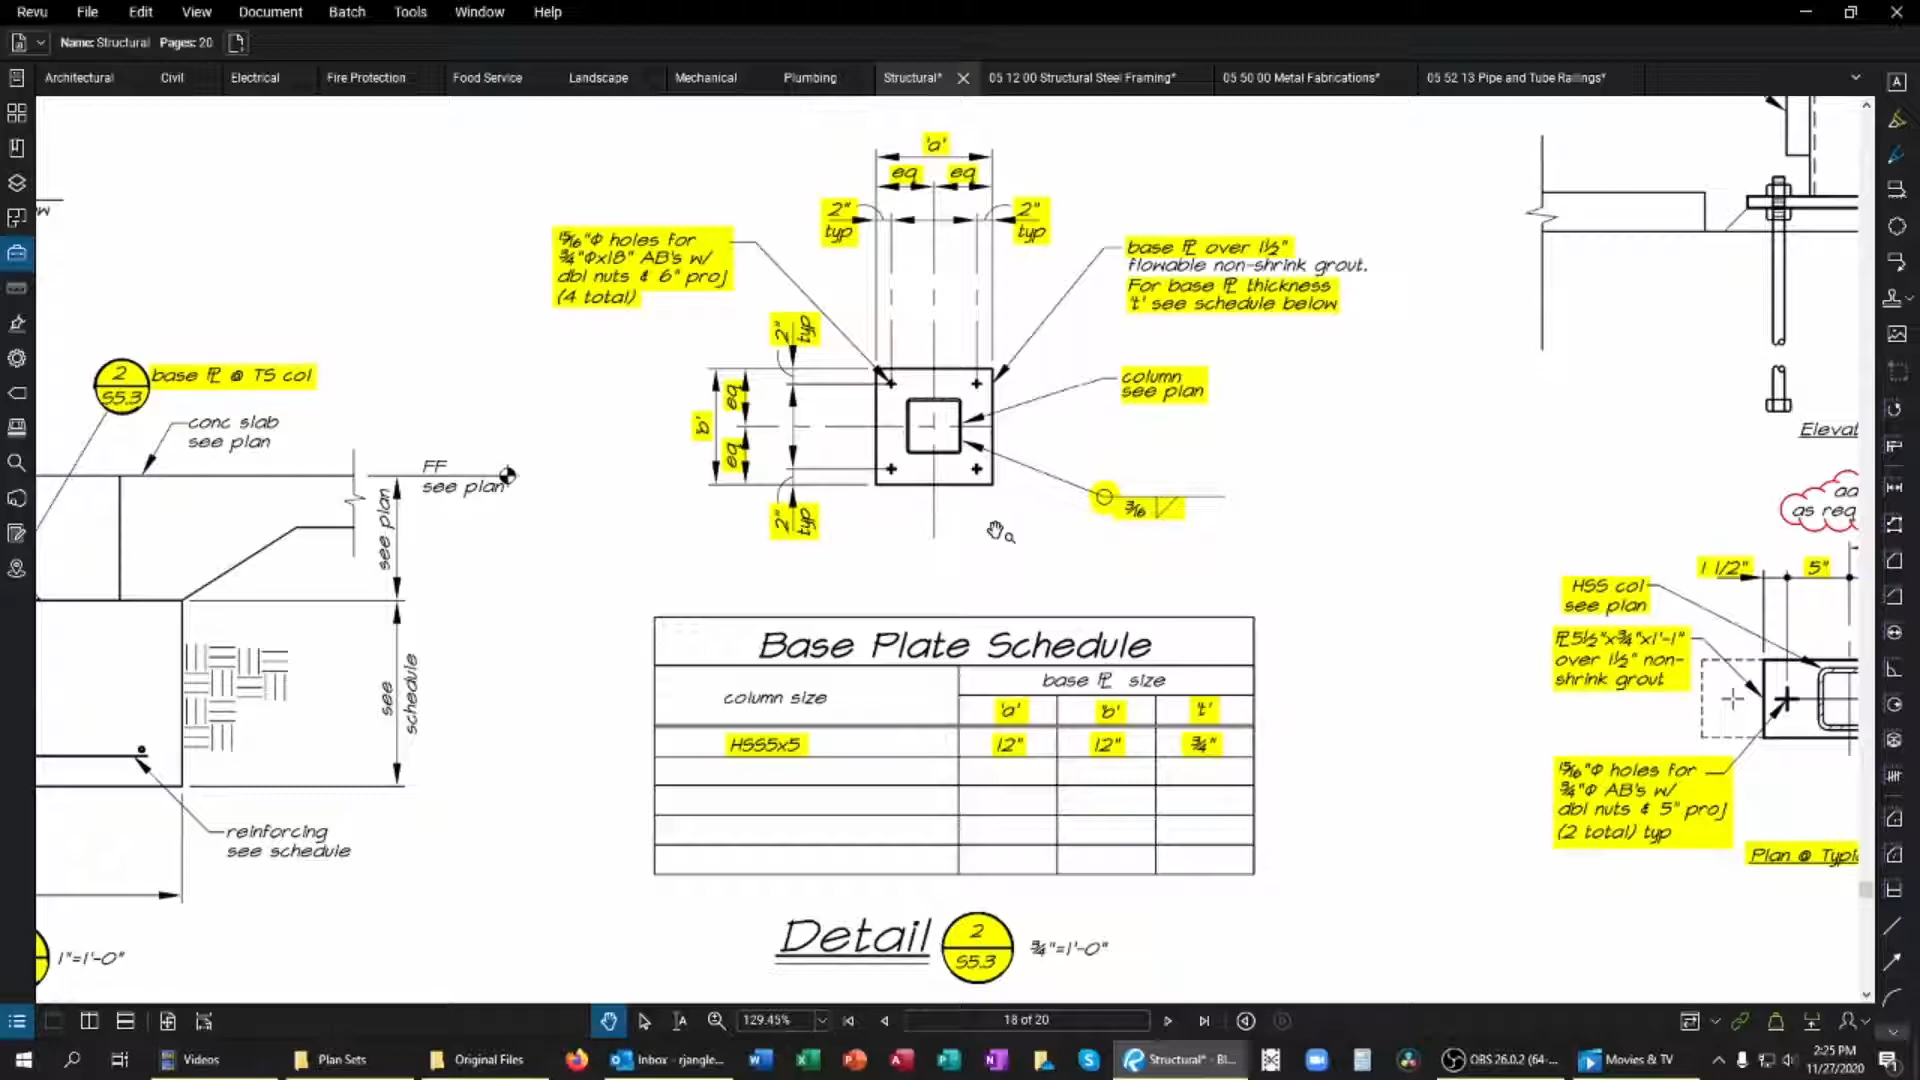 Revu File Edit View Document Batch Tools Window Help
Name: Structural Pages: 20
Architectural Civil Electrical Fire Protection Food Service Landscape Mechanical Plumbing Structural* 05 12 00 Structural Steel Framing* 05 50 00 Metal Fabrications* 05 52 13 Pipe and Tube Railings*
'a'
eq eq
2" typ
2" typ
15/16"Φ holes for
3/4"Φx18" AB's w/
dbl nuts & 6" proj
(4 total)
base PL over 1½"
flowable non-shrink grout.
For base PL thickness
't' see schedule below
2" typ
'b'
eq
eq
2" typ
column
see plan
3/16
2
S5.3
base PL @ TS col
conc slab
see plan
FF
see plan
see plan
see
schedule
reinforcing
see schedule
1"=1'-0"
Base Plate Schedule
column size
base PL size
'a' 'b' 't'
HSS5x5 12" 12" 3/4"
Detail
2
S5.3
3/4"=1'-0"
as req
1 1/2" 5"
HSS col
see plan
PL5½"x3/4"x1'-1"
over 1½" non-
shrink grout
15/16"Φ holes for
3/4"Φ AB's w/
dbl nuts & 5" proj
(2 total) typ
Plan @
129.45% 18 of 20
Videos Plan Sets Original Files Inbox - rjangle... Structural* - Bl... OBS 26.0.2 (64-... Movies & TV
2:25 PM
11/27/2020